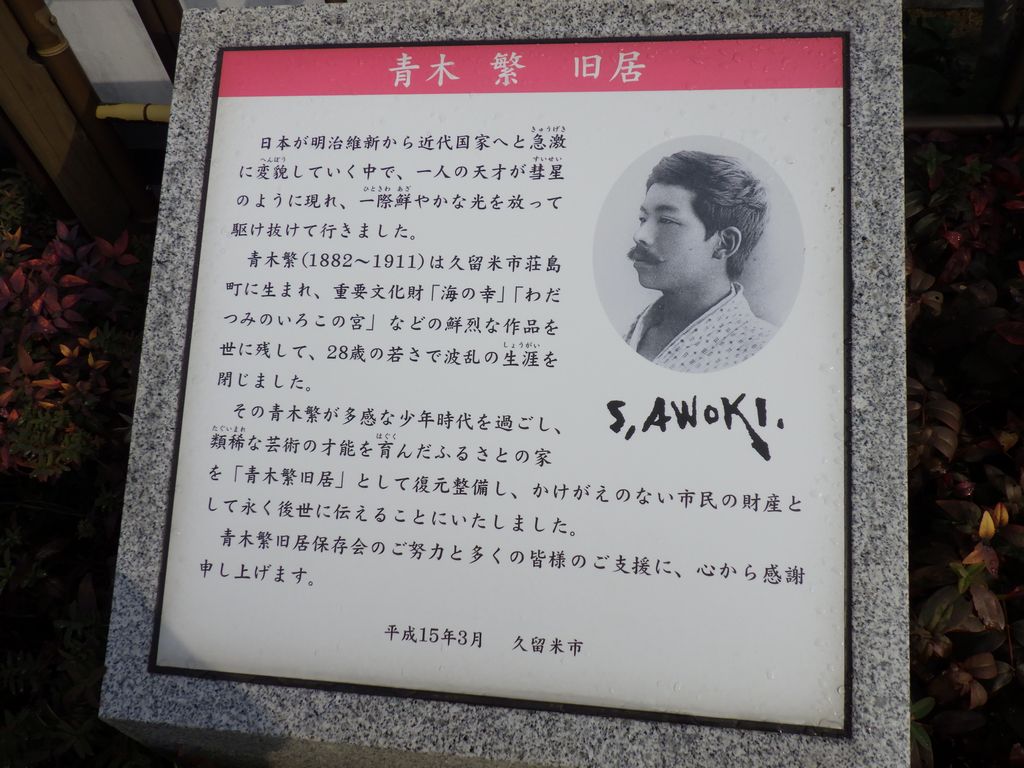 青木 繁 旧居
日本が明治維新から近代国家へと急激
に変貌していく中で、一人の天才が彗星
のように現れ、一際鮮やかな光を放って
駆け抜けて行きました。
青木繁(1882～1911)は久留米市荘島
町に生まれ、重要文化財「海の幸」「わだ
つみのいろこの宮」などの鮮烈な作品を
世に残して、28歳の若さで波乱の生涯を
閉じました。
その青木繁が多感な少年時代を過ごし、
類稀な芸術の才能を育んだふるさとの家
を「青木繁旧居」として復元整備し、かけがえのない市民の財産と
して永く後世に伝えることにいたしました。
青木繁旧居保存会のご努力と多くの皆様のご支援に、心から感謝
申し上げます。
S, AWOKI.
平成15年3月 久留米市